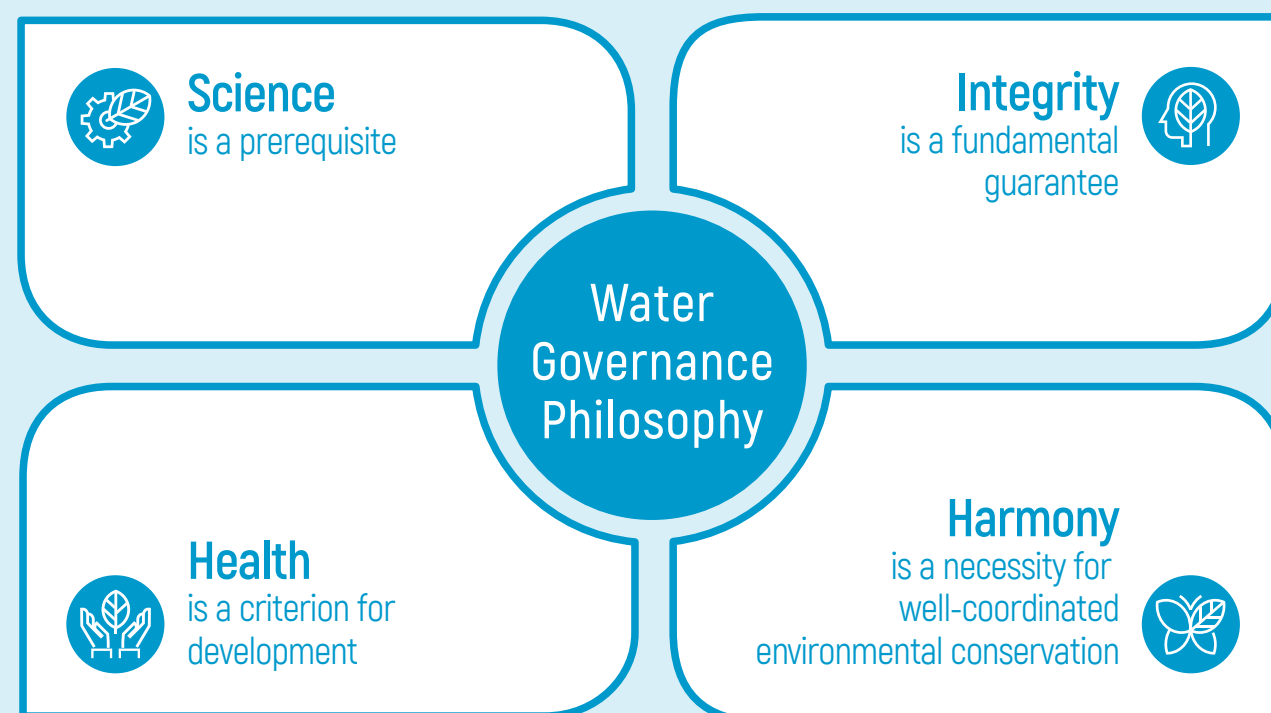 Science
is a prerequisite
Integrity
is a fundamental
guarantee
Water
Governance
Philosophy
Health
is a criterion for
development
Harmony
is a necessity for
well-coordinated
environmental conservation